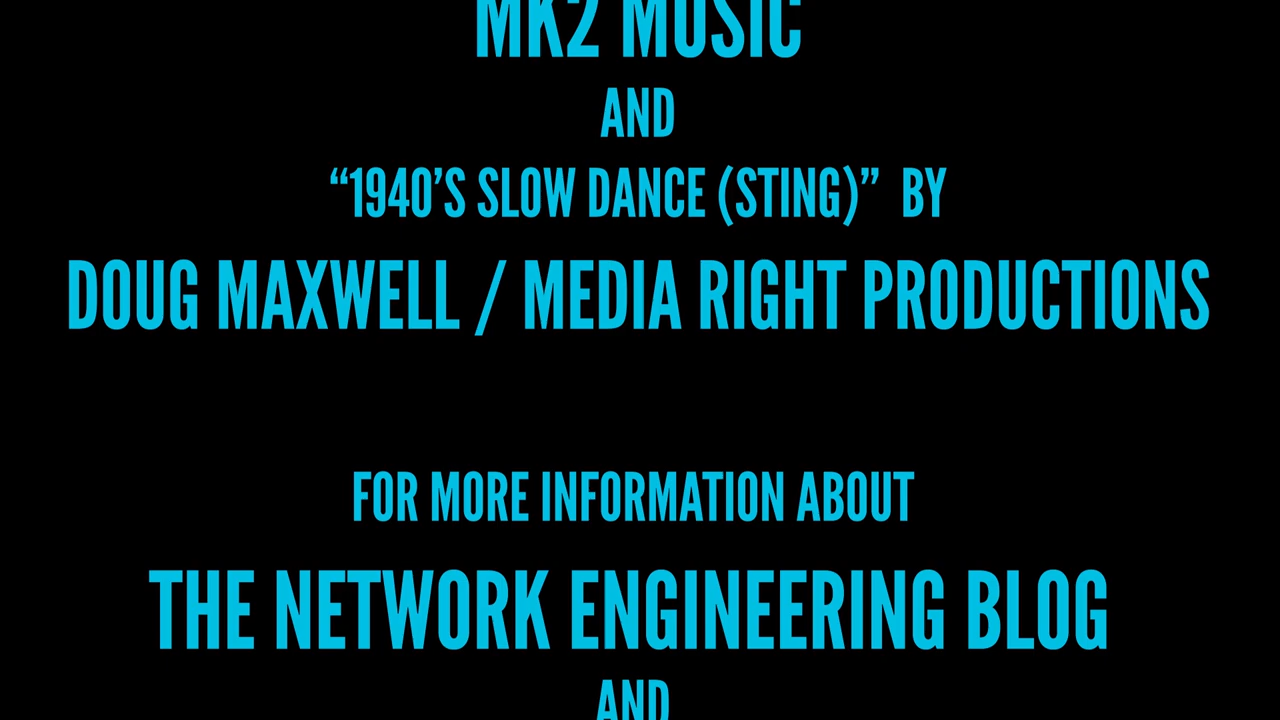 MK2 MUSIC
AND
“1940’S SLOW DANCE (STING)” BY
DOUG MAXWELL / MEDIA RIGHT PRODUCTIONS
FOR MORE INFORMATION ABOUT
THE NETWORK ENGINEERING BLOG
AND